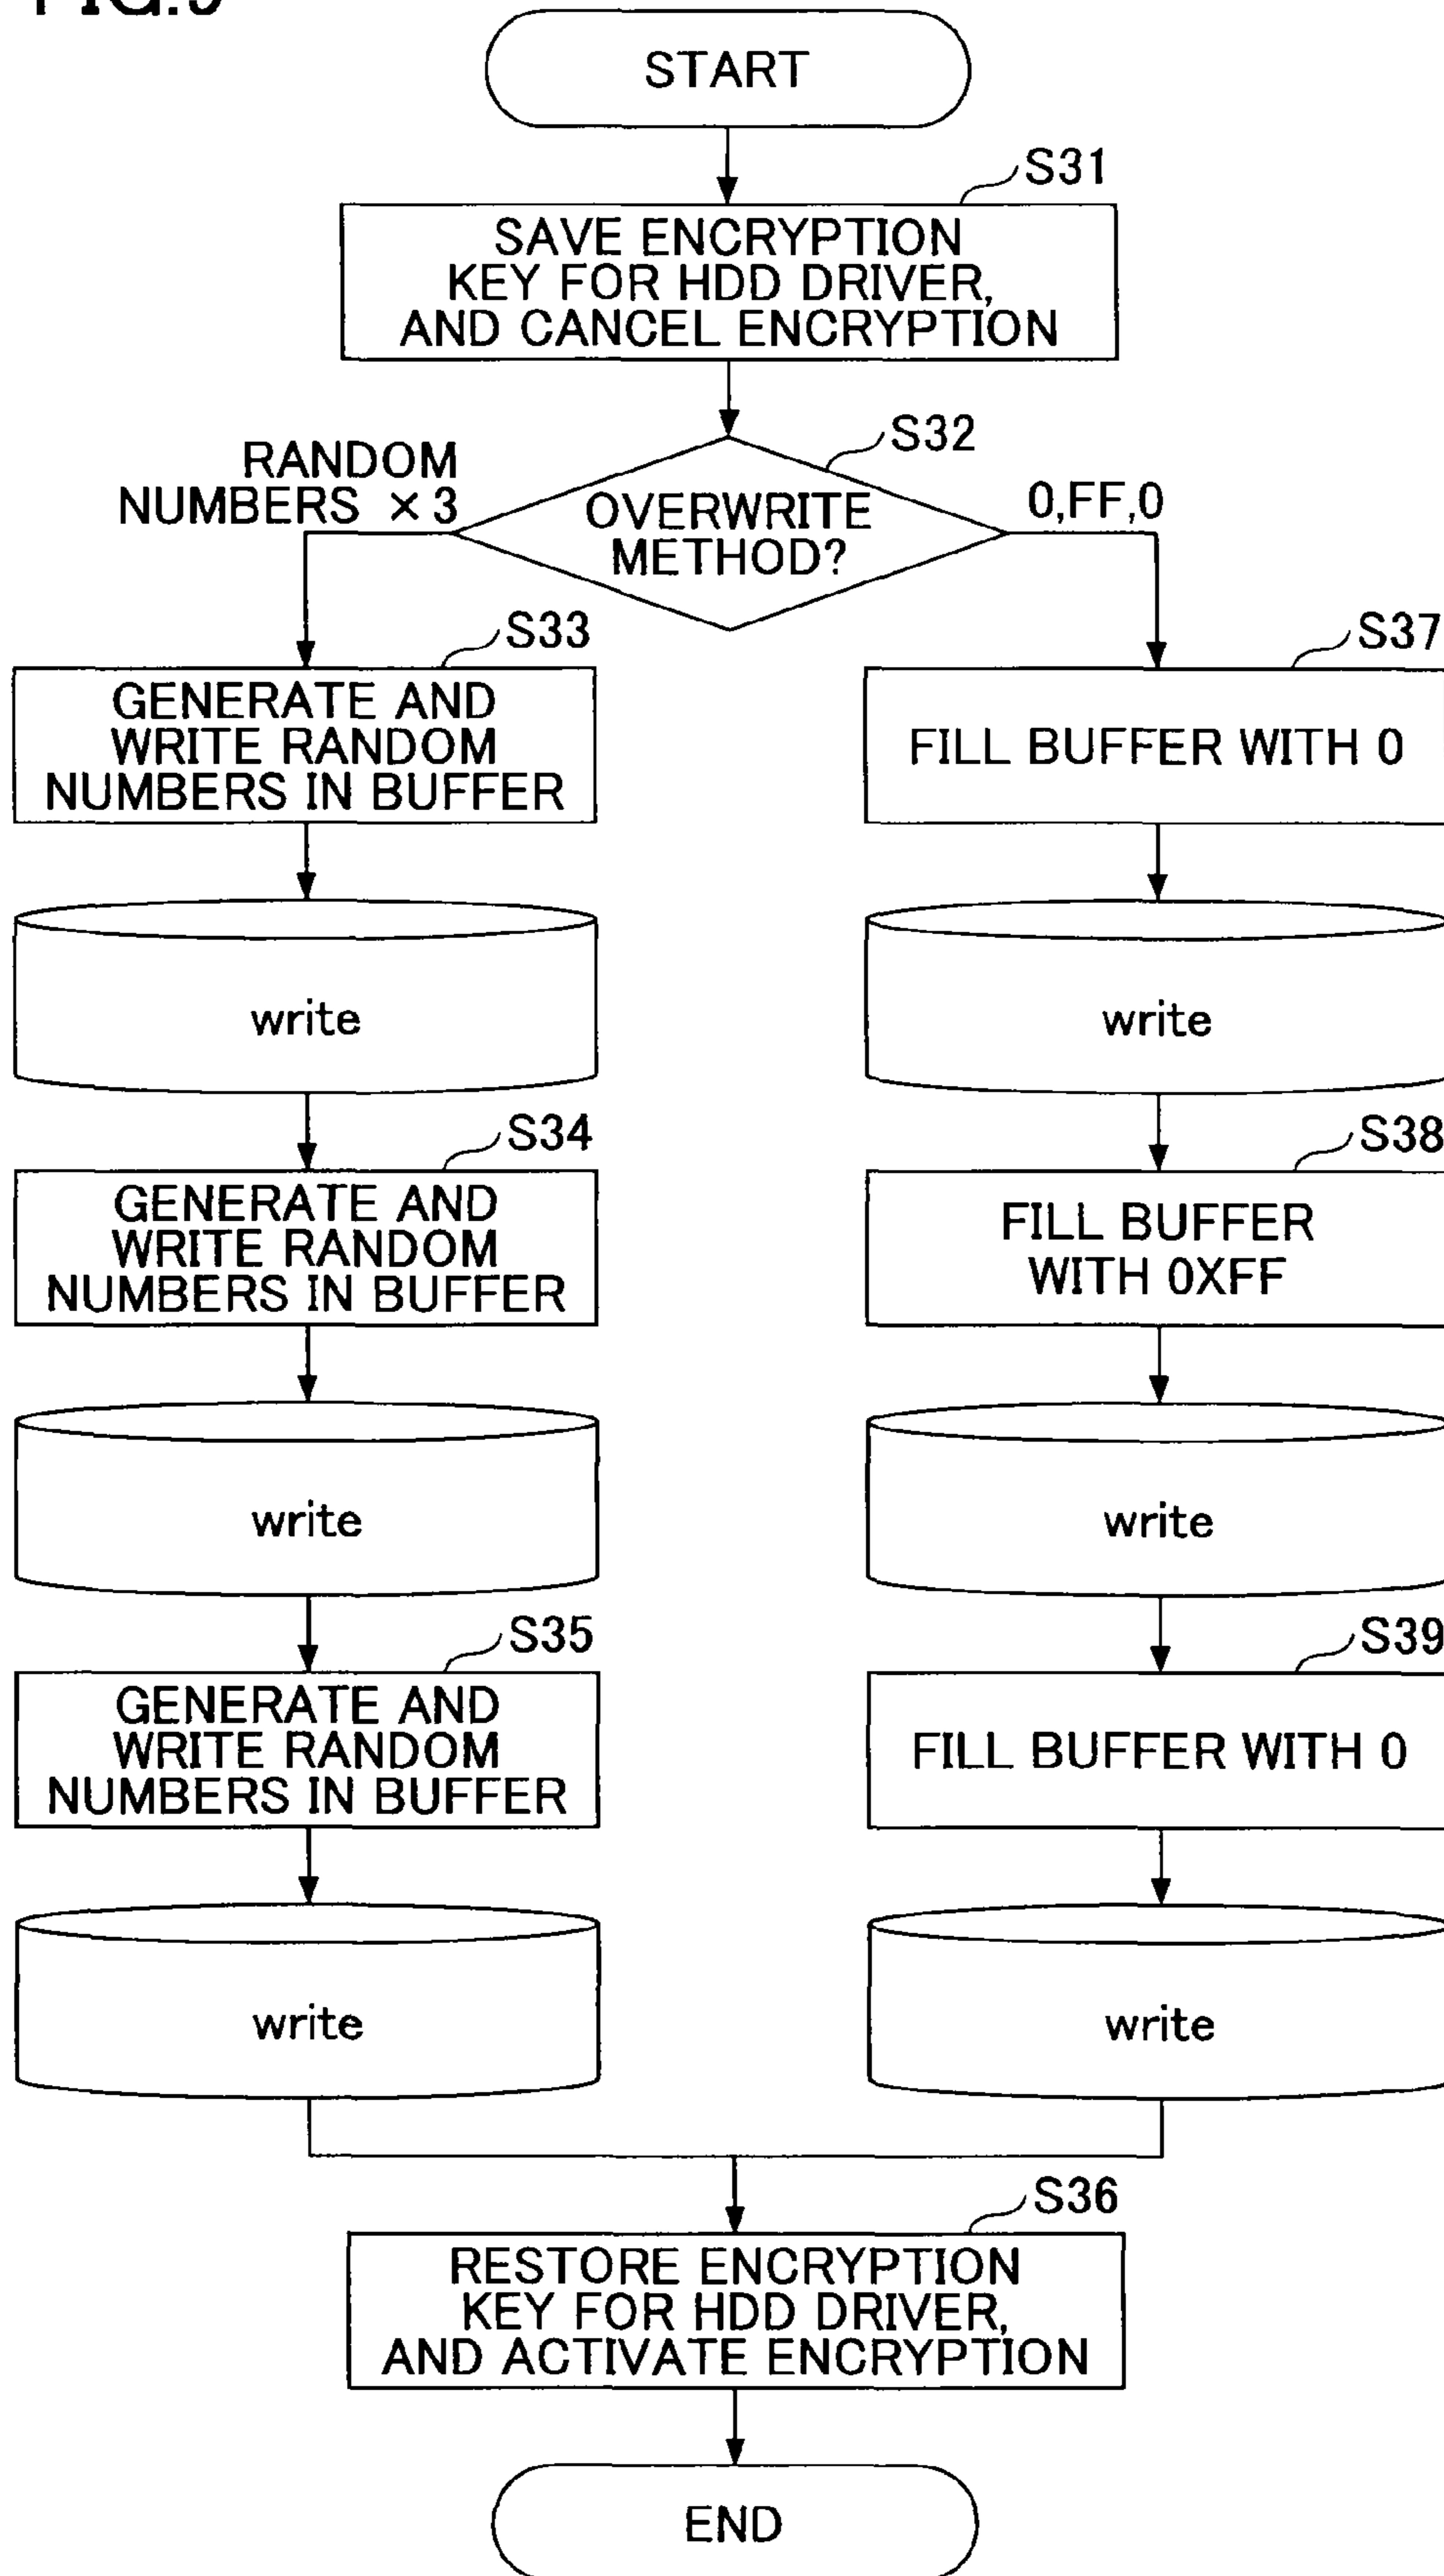 START
S31
SAVE ENCRYPTION
KEY FOR HDD DRIVER,
AND CANCEL ENCRYPTION
S32
RANDOM
NUMBERS ×3
OVERWRITE
METHOD?
0,FF,0
S33
GENERATE AND
WRITE RANDOM
NUMBERS IN BUFFER
S37
FILL BUFFER WITH 0
write
write
S34
GENERATE AND
WRITE RANDOM
NUMBERS IN BUFFER
S38
FILL BUFFER
WITH 0XFF
write
write
S35
GENERATE AND
WRITE RANDOM
NUMBERS IN BUFFER
S39
FILL BUFFER WITH 0
write
write
S36
RESTORE ENCRYPTION
KEY FOR HDD DRIVER,
AND ACTIVATE ENCRYPTION
END